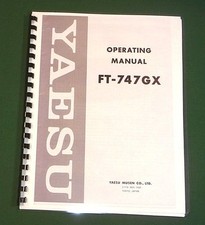 YAESU
OPERATING
MANUAL
FT-747GX
YAESU MUSEN CO., LTD.